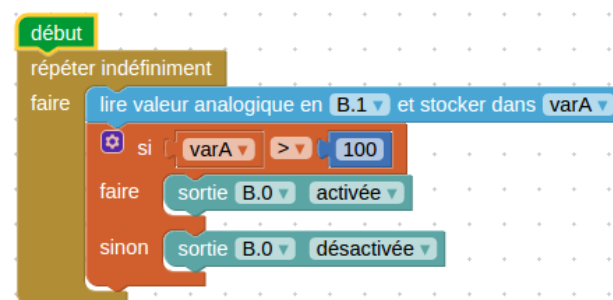 début
répéter indéfiniment
faire lire valeur analogique en B.1 ▾ et stocker dans varA ▾
si varA ▾ > ▾ 100
faire sortie B.0 ▾ activée ▾
sinon sortie B.0 ▾ désactivée ▾